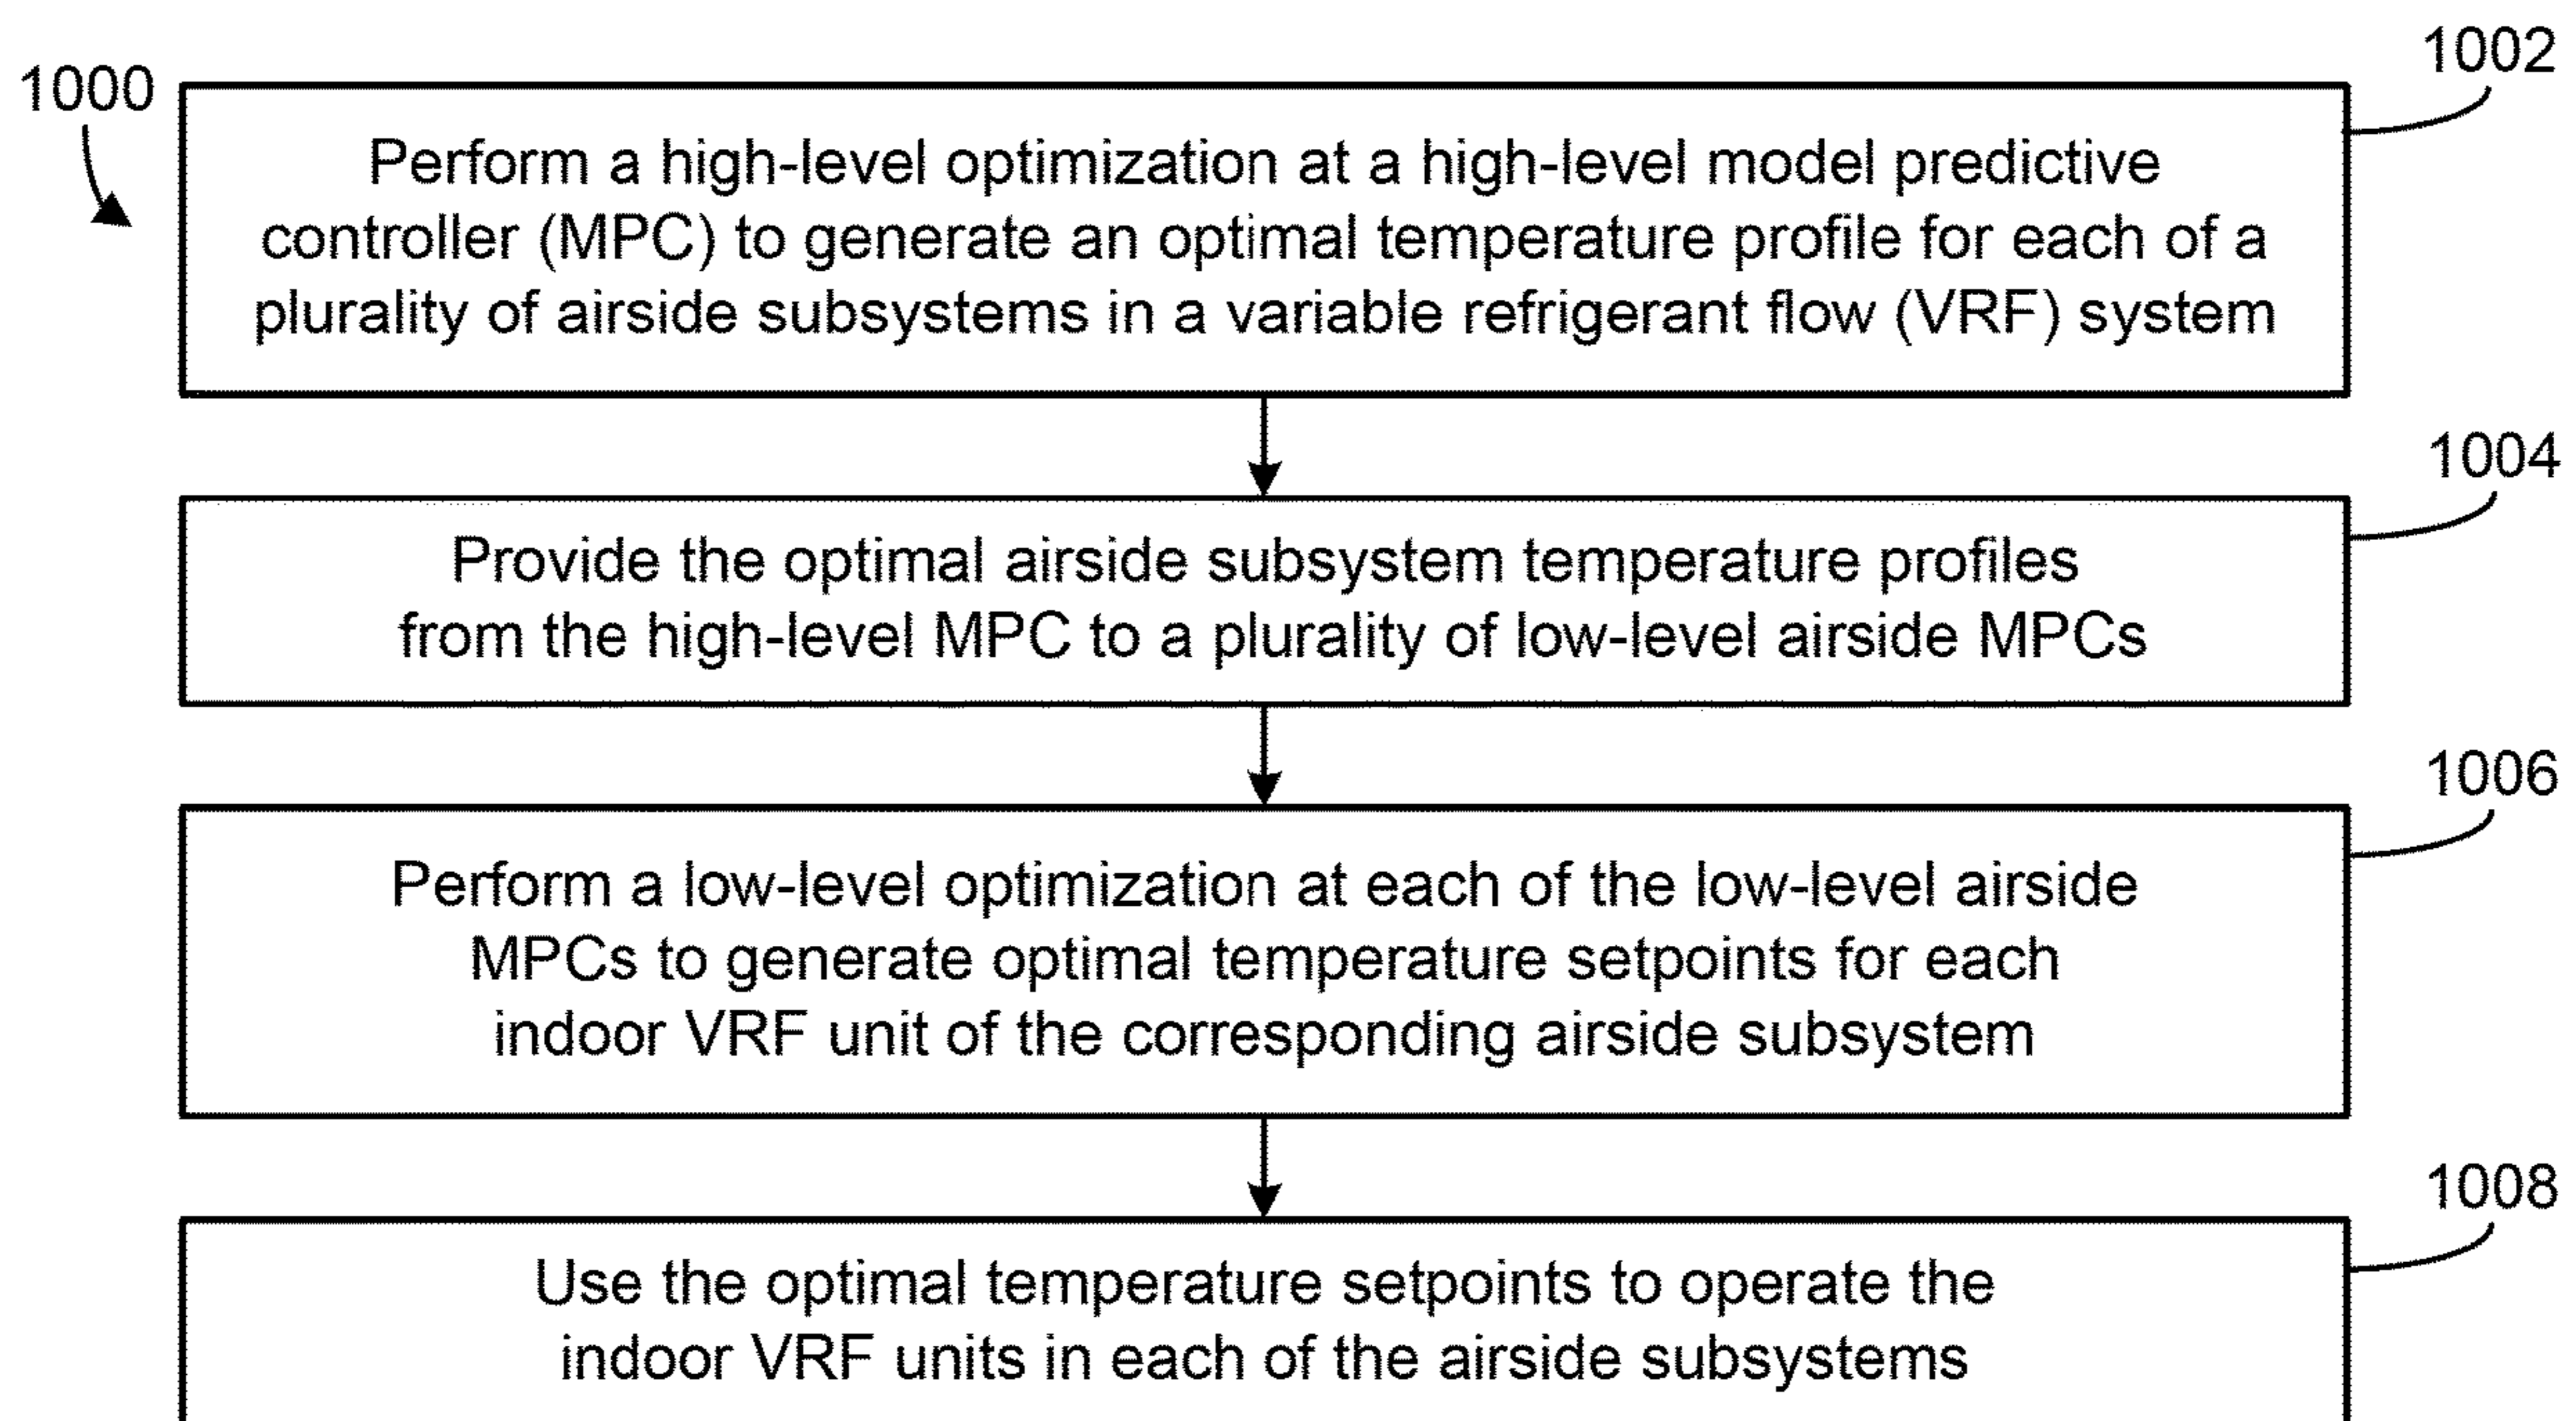 1000
1002
Perform a high-level optimization at a high-level model predictive
controller (MPC) to generate an optimal temperature profile for each of a
plurality of airside subsystems in a variable refrigerant flow (VRF) system
1004
Provide the optimal airside subsystem temperature profiles
from the high-level MPC to a plurality of low-level airside MPCs
1006
Perform a low-level optimization at each of the low-level airside
MPCs to generate optimal temperature setpoints for each
indoor VRF unit of the corresponding airside subsystem
1008
Use the optimal temperature setpoints to operate the
indoor VRF units in each of the airside subsystems